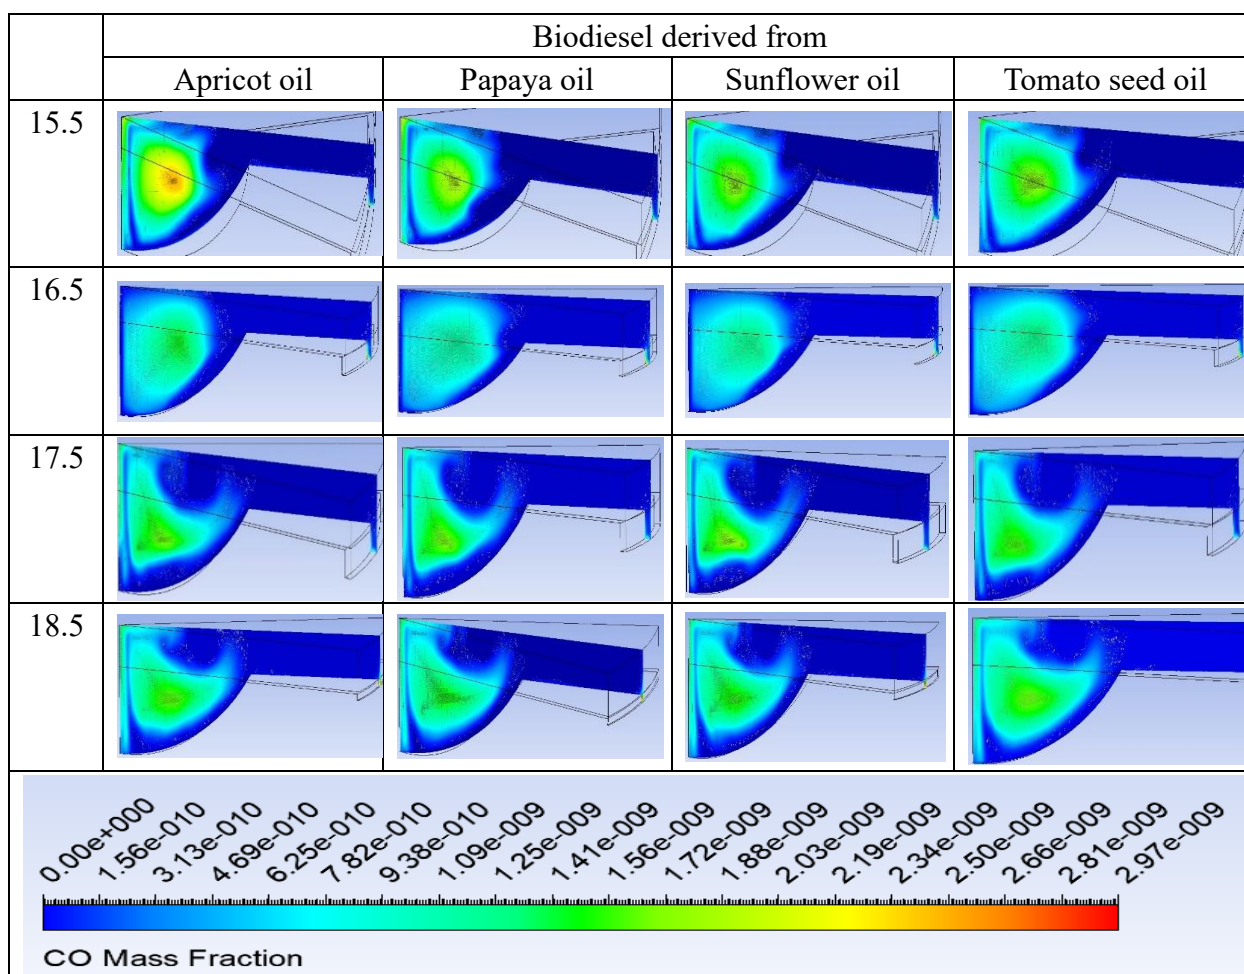 Biodiesel derived from
Apricot oil Papaya oil Sunflower oil Tomato seed oil
15.5
16.5
17.5
18.5
0.00e+000 1.56e-010 3.13e-010 4.69e-010 6.25e-010 7.82e-010 9.38e-010 1.09e-009 1.25e-009 1.41e-009 1.56e-009 1.72e-009 1.88e-009 2.03e-009 2.19e-009 2.34e-009 2.50e-009 2.66e-009 2.81e-009 2.97e-009
CO Mass Fraction